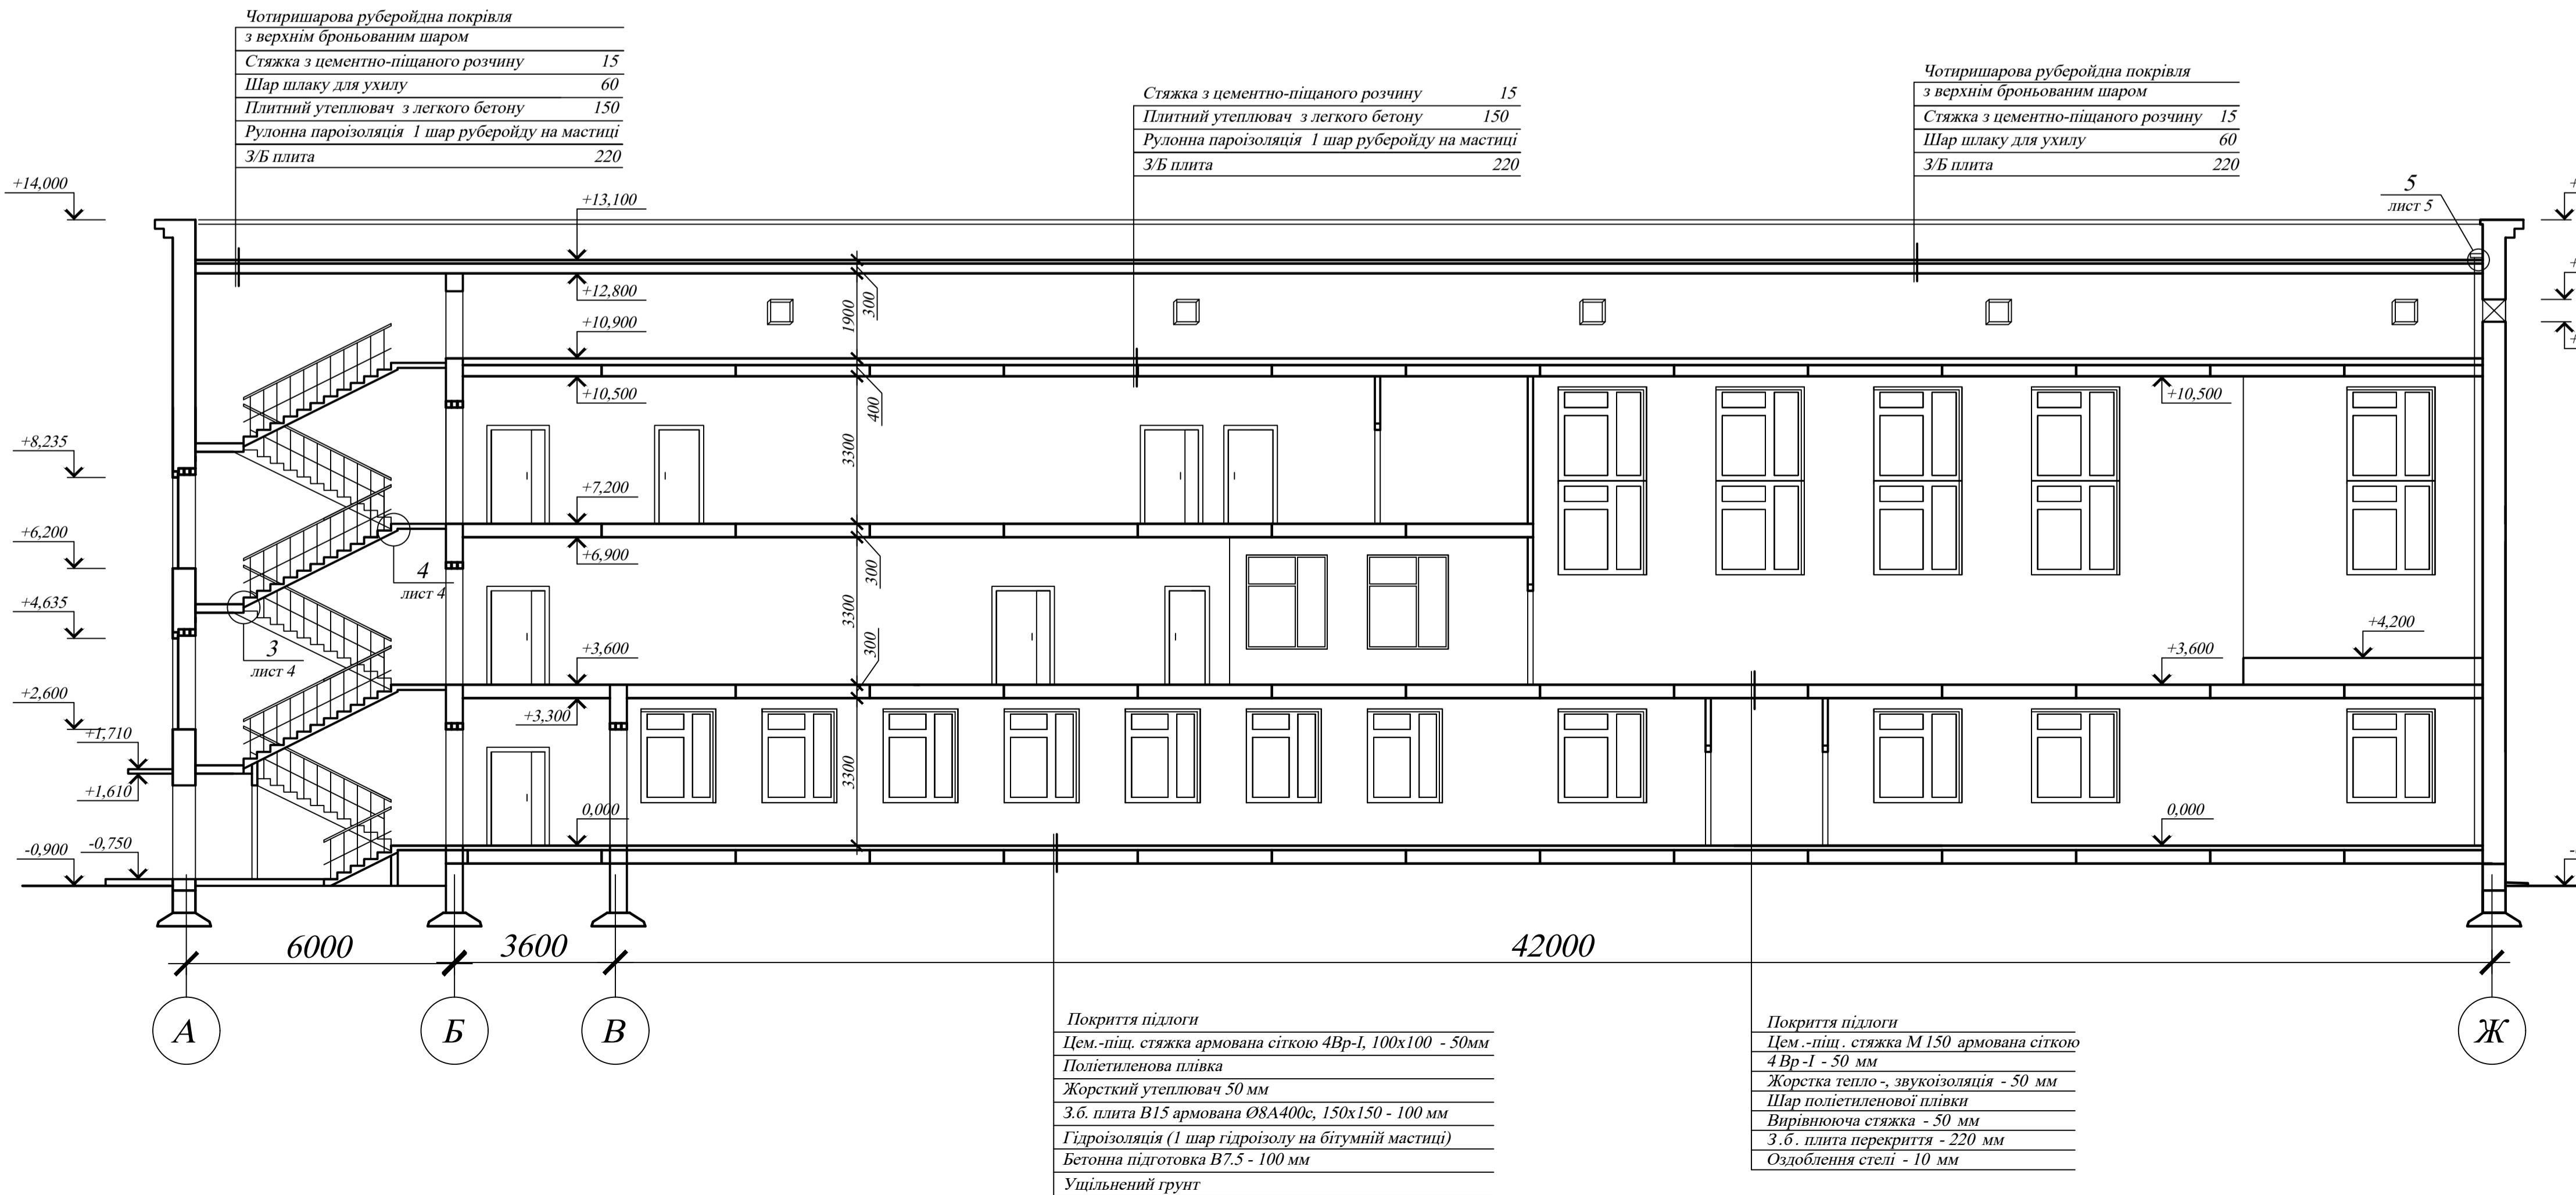 Чотиришарова руберойдна покрівля
з верхнім броньованим шаром
Стяжка з цементно-піщаного розчину 15
Шар шлаку для ухилу 60
Плитний утеплювач з легкого бетону 150
Рулонна пароізоляція 1 шар руберойду на мастиці
З/Б плита 220
Стяжка з цементно-піщаного розчину 15
Плитний утеплювач з легкого бетону 150
Рулонна пароізоляція 1 шар руберойду на мастиці
З/Б плита 220
Чотиришарова руберойдна покрівля
з верхнім броньованим шаром
Стяжка з цементно-піщаного розчину 15
Шар шлаку для ухилу 60
З/Б плита 220
5
лист 5
+14,000
+8,235
+6,200
+4,635
+2,600
+1,710
+1,610
-0,900
-0,750
+13,100
+12,800
+10,900
+10,500
+7,200
+6,900
+3,600
+3,300
0,000
300
1900
400
3300
300
3300
300
3300
4
лист 4
3
лист 4
+10,500
+4,200
+3,600
0,000
6000
3600
42000
А
Б
В
Ж
Покриття підлоги
Цем.-піщ. стяжка армована сіткою 4Вр-І, 100х100 - 50мм
Поліетиленова плівка
Жорсткий утеплювач 50 мм
З.б. плита В15 армована Ø8А400с, 150х150 - 100 мм
Гідроізоляція (1 шар гідроізолу на бітумній мастиці)
Бетонна підготовка В7.5 - 100 мм
Ущільнений грунт
Покриття підлоги
Цем.-піщ. стяжка М 150 армована сіткою
4 Вр -І - 50 мм
Жорстка тепло -, звукоізоляція - 50 мм
Шар поліетиленової плівки
Вирівнююча стяжка - 50 мм
З .б . плита перекриття - 220 мм
Оздоблення стелі - 10 мм